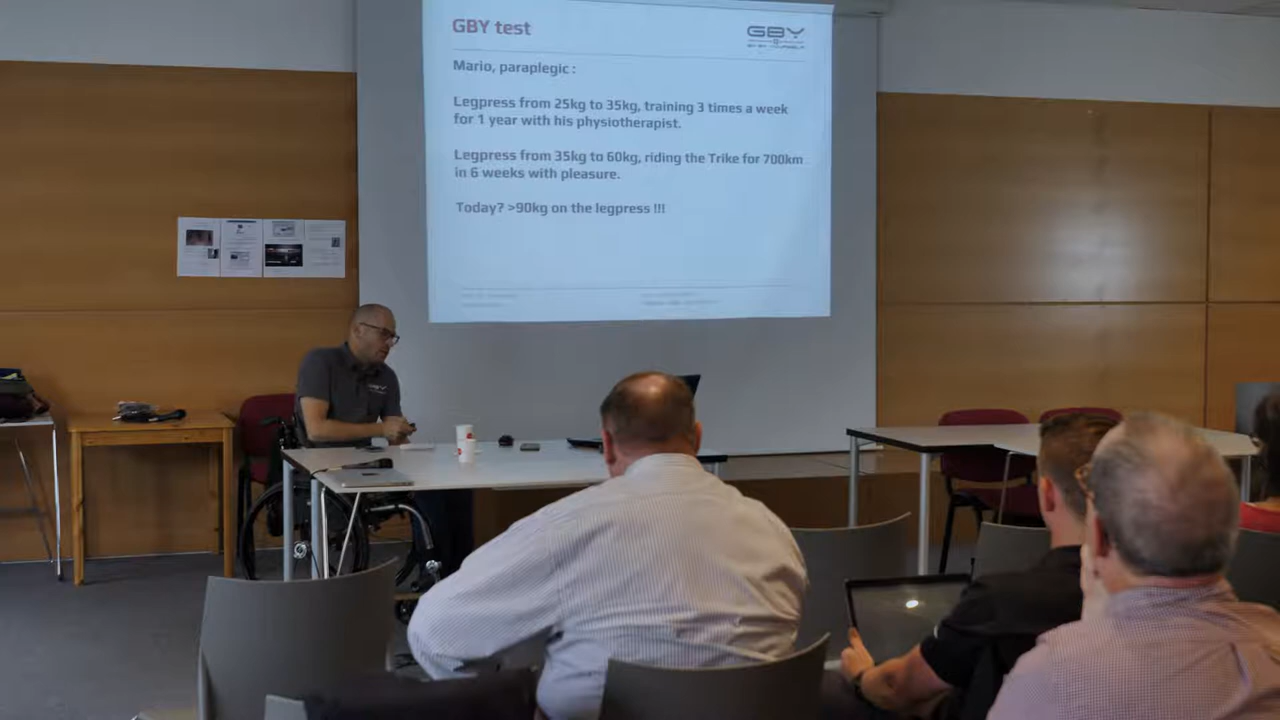 GBY test
GBY
Mario, paraplegic :
Legpress from 25kg to 35kg, training 3 times a week
for 1 year with his physiotherapist.
Legpress from 35kg to 60kg, riding the Trike for 700km
in 6 weeks with pleasure.
Today? >90kg on the legpress !!!